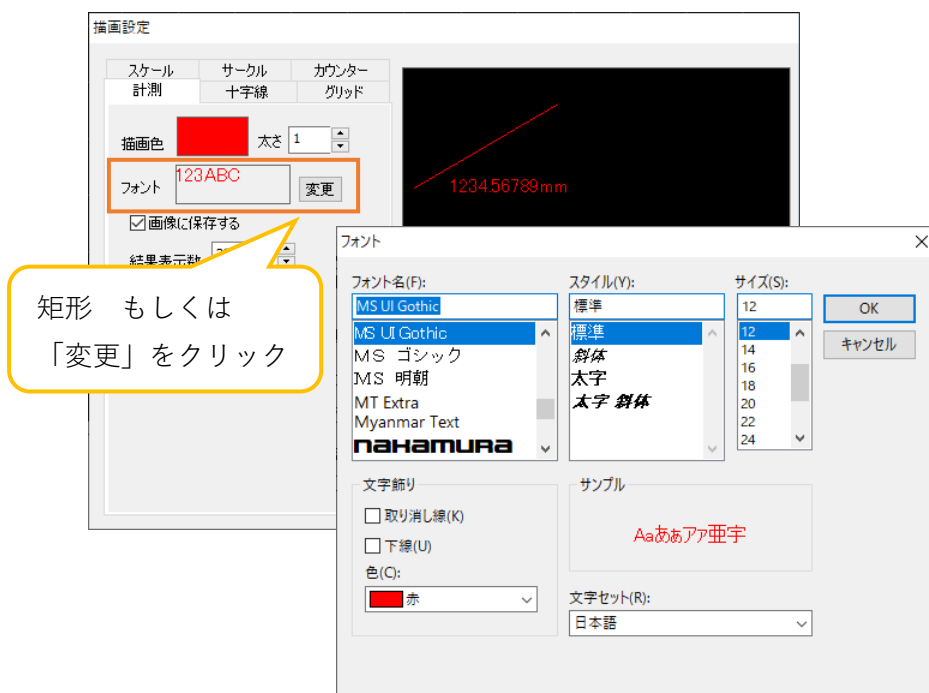 描画設定
スケール サークル カウンター
計測 十字線 グリッド
描画色 太さ 1
フォント 123ABC 変更
1234.56789mm
画像に保存する
結果表示数
矩形 もしくは
「変更」をクリック
フォント
フォント名(F): スタイル(Y): サイズ(S):
MS UI Gothic 標準 12 OK
MS UI Gothic 標準 12
キャンセル
MS ゴシック 斜体 14
MS 明朝 太字 16
18
MT Extra 太字 斜体 20
Myanmar Text 22
nakamura 24
文字飾り サンプル
取り消し線(K)
Aaあぁアァ亜宇
下線(U)
色(C):
赤 文字セット(R):
日本語